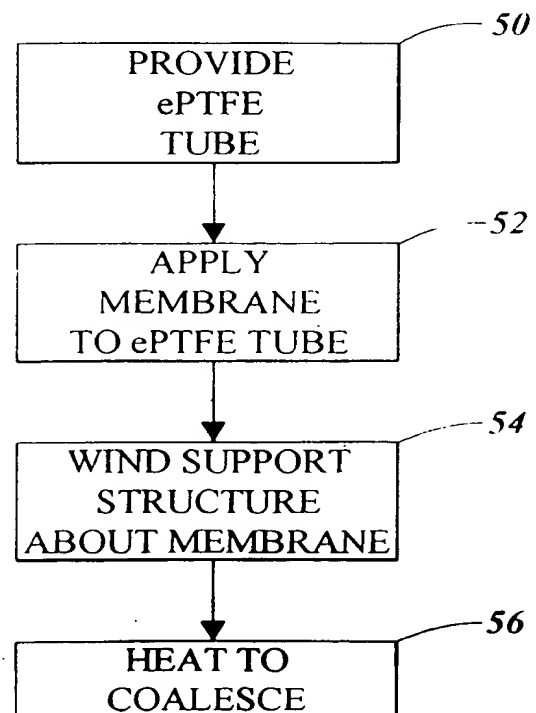 50
PROVIDE
ePTFE
TUBE
52
APPLY
MEMBRANE
TO ePTFE TUBE
54
WIND SUPPORT
STRUCTURE
ABOUT MEMBRANE
56
HEAT TO
COALESCE